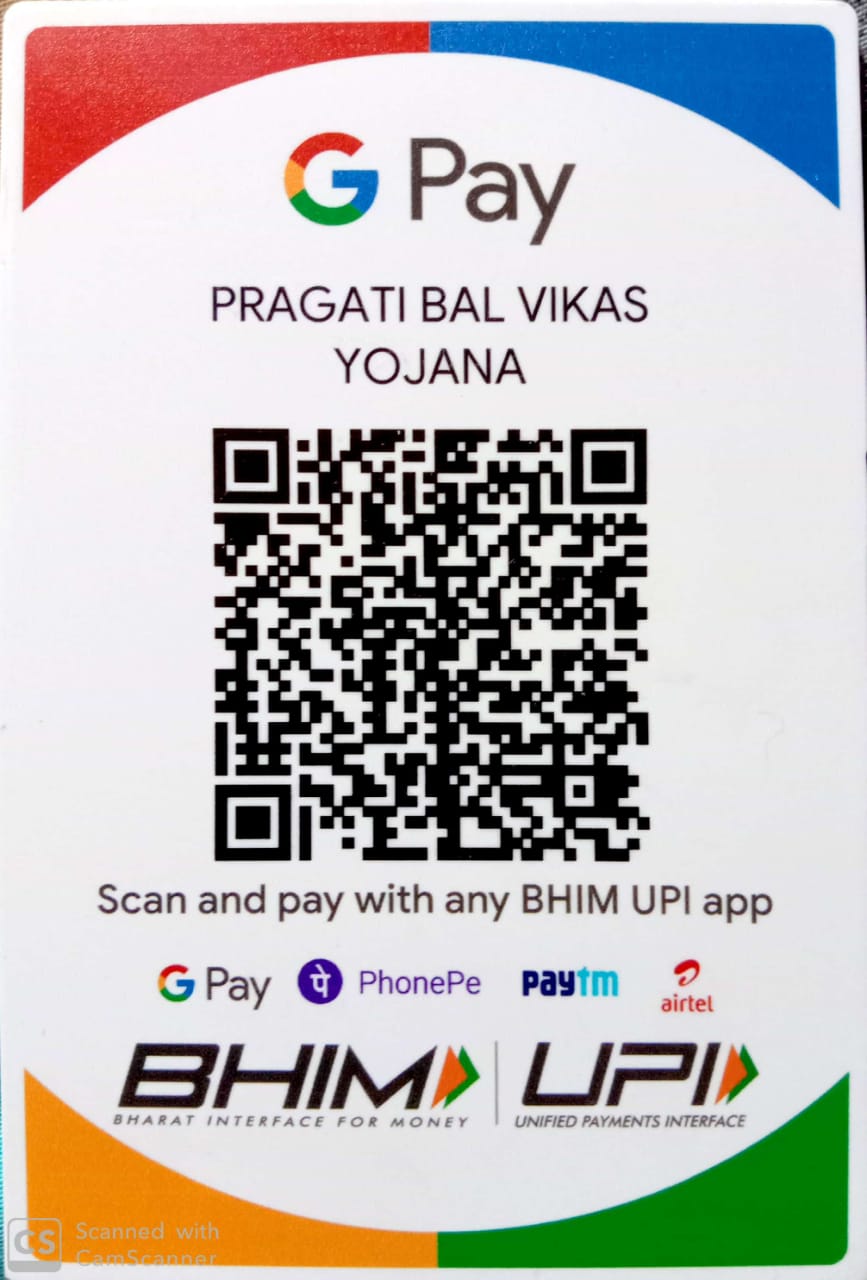 G Pay
PRAGATI BAL VIKAS
YOJANA
Scan and pay with any BHIM UPI app
G Pay पे PhonePe paytm airtel
BHIM UPI
BHARAT INTERFACE FOR MONEY UNIFIED PAYMENTS INTERFACE
CS Scanned with
CamScanner